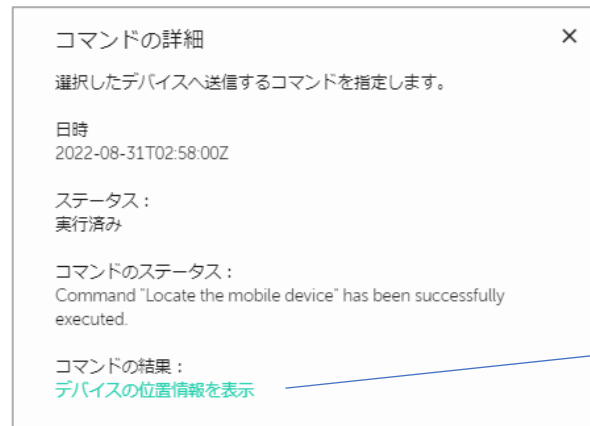 コマンドの詳細
選択したデバイスへ送信するコマンドを指定します。
日時
2022-08-31T02:58:00Z
ステータス：
実行済み
コマンドのステータス：
Command "Locate the mobile device" has been successfully
executed.
コマンドの結果：
デバイスの位置情報を表示